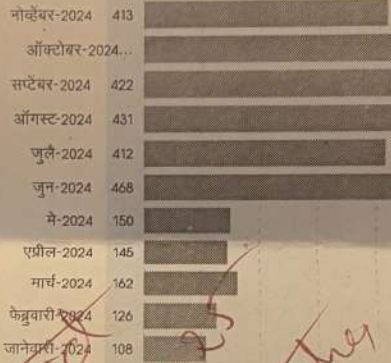 नोव्हेंबर-2024 413
ऑक्टोबर-2024...
सप्टेंबर-2024 422
ऑगस्ट-2024 431
जुलै-2024 412
जुन-2024 468
मे-2024 150
एप्रील-2024 145
मार्च-2024 162
फेब्रुवारी-2024 126
जानेवारी-2024 108